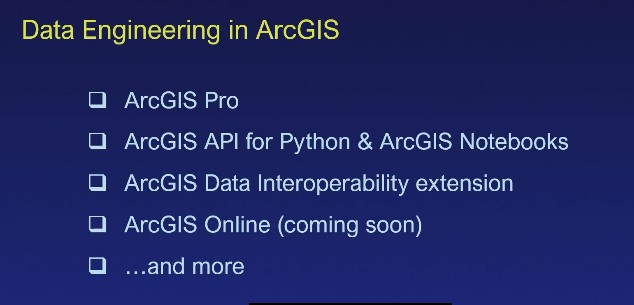 Data Engineering in ArcGIS
ArcGIS Pro
ArcGIS API for Python & ArcGIS Notebooks
ArcGIS Data Interoperability extension
ArcGIS Online (coming soon)
...and more